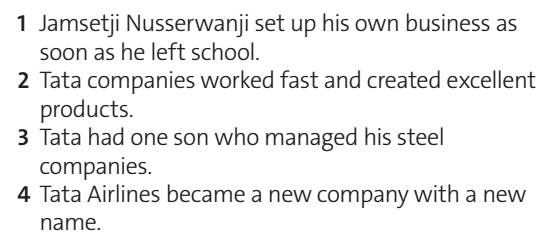 1 Jamsetji Nusserwanji set up his own business as
soon as he left school.
2 Tata companies worked fast and created excellent
products.
3 Tata had one son who managed his steel
companies.
4 Tata Airlines became a new company with a new
name.